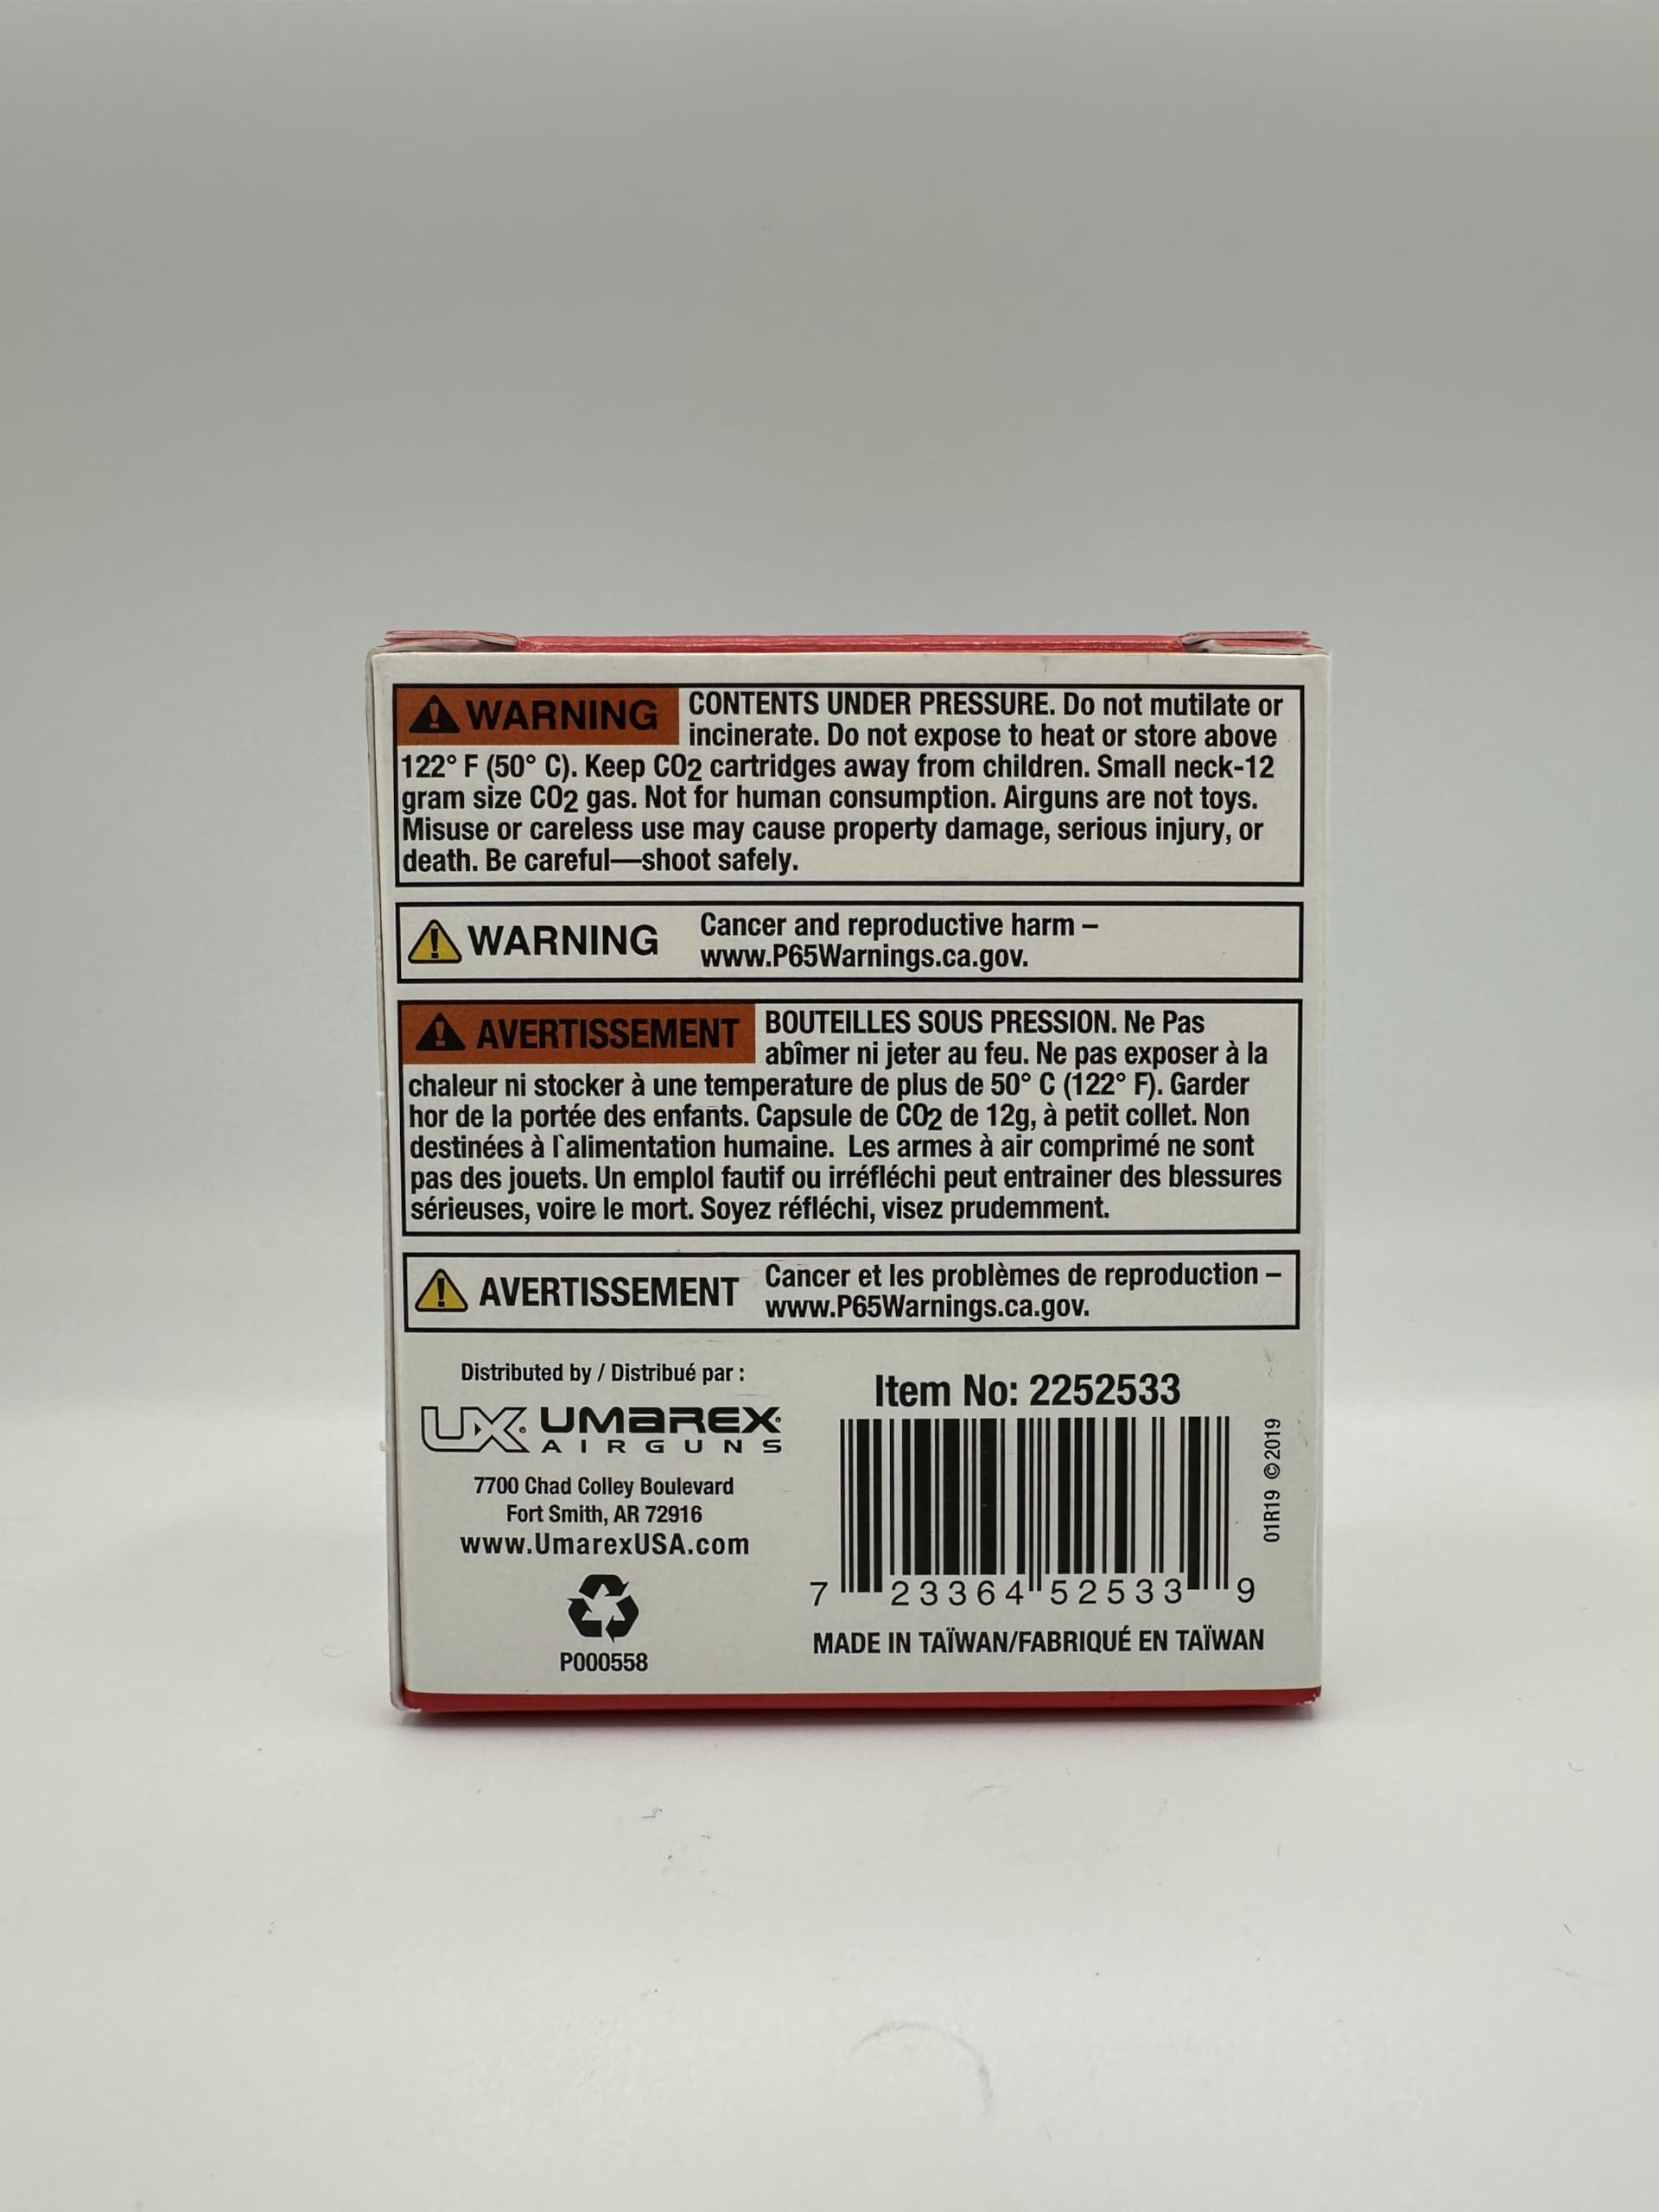 WARNING CONTENTS UNDER PRESSURE. Do not mutilate or
incinerate. Do not expose to heat or store above
122° F (50° C). Keep CO2 cartridges away from children. Small neck-12
gram size CO2 gas. Not for human consumption. Airguns are not toys.
Misuse or careless use may cause property damage, serious injury, or
death. Be careful—shoot safely.
WARNING Cancer and reproductive harm –
www.P65Warnings.ca.gov.
AVERTISSEMENT BOUTEILLES SOUS PRESSION. Ne Pas
abîmer ni jeter au feu. Ne pas exposer à la
chaleur ni stocker à une temperature de plus de 50° C (122° F). Garder
hor de la portée des enfants. Capsule de CO2 de 12g, à petit collet. Non
destinées à l`alimentation humaine. Les armes à air comprimé ne sont
pas des jouets. Un emplol fautif ou irréfléchi peut entrainer des blessures
sérieuses, voire le mort. Soyez réfléchi, visez prudemment.
AVERTISSEMENT Cancer et les problèmes de reproduction –
www.P65Warnings.ca.gov.
Distributed by / Distribué par :
UX UMAREX
AIRGUNS
7700 Chad Colley Boulevard
Fort Smith, AR 72916
www.UmarexUSA.com
P000558
Item No: 2252533
01R19 ©2019
7 23364 52533 9
MADE IN TAÏWAN/FABRIQUÉ EN TAÏWAN